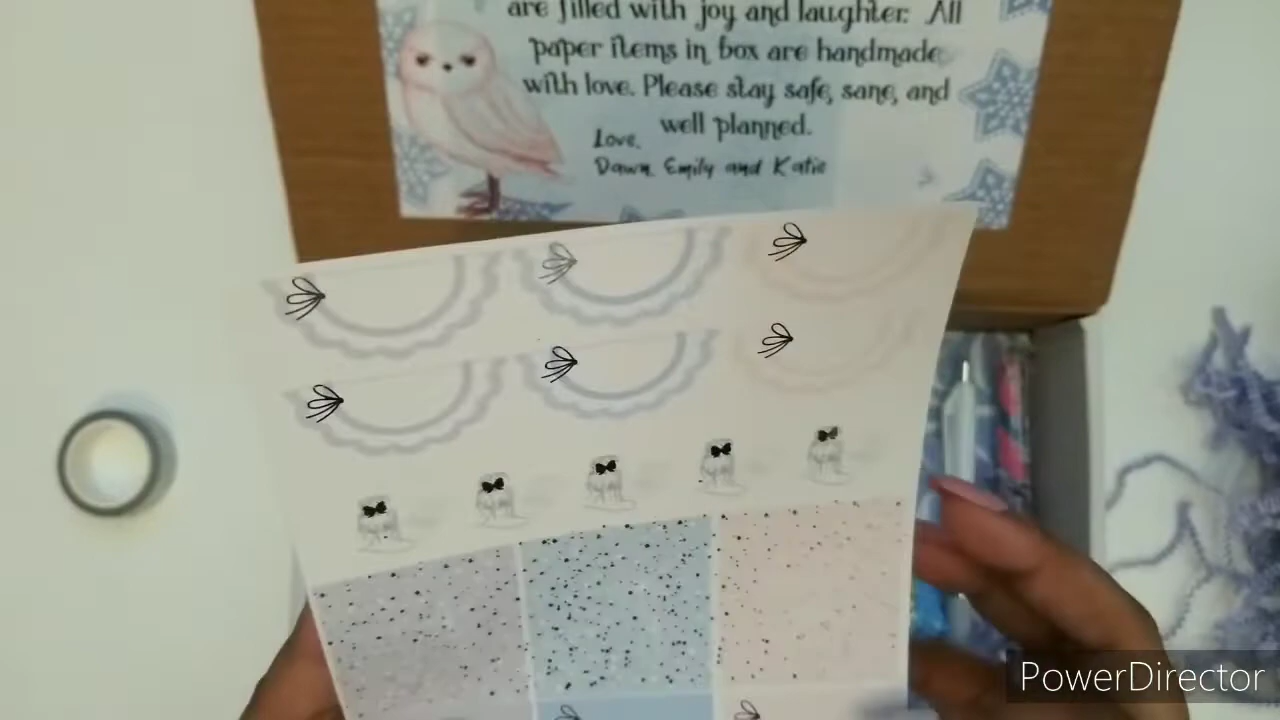 are filled with joy and laughter. All
paper items in box are handmade
with love. Please stay safe, sane, and
well planned.
Love,
Dawn, Emily and Katie
PowerDirector